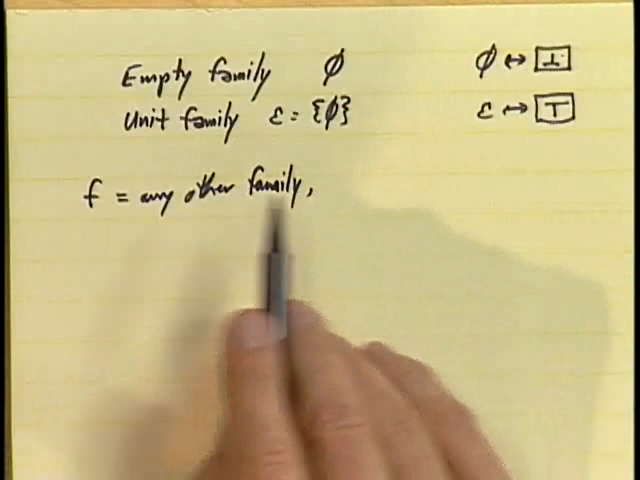 Empty family ∅ ∅ ↔ ⊥
Unit family ε = {∅} ε ↔ ⊤
f = any other family,